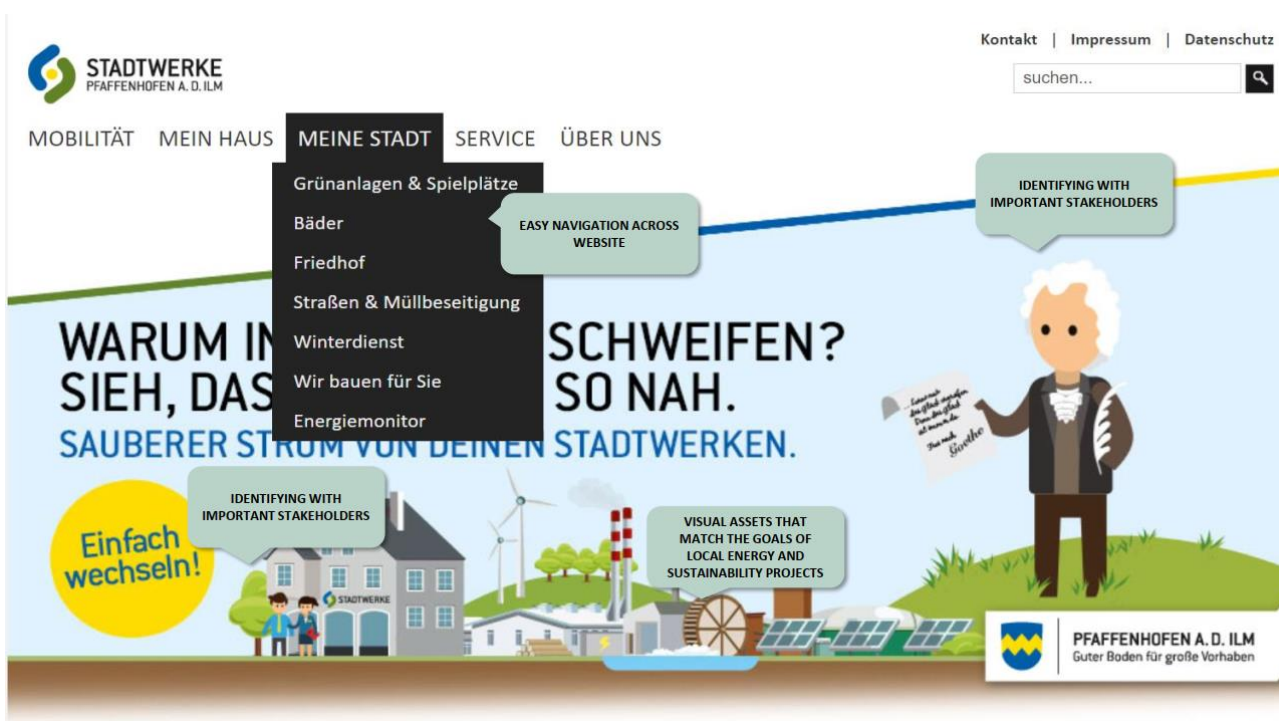 Kontakt | Impressum | Datenschutz
STADTWERKE
PFAFFENHOFEN A. D. ILM
suchen...
MOBILITÄT MEIN HAUS MEINE STADT SERVICE ÜBER UNS
Grünanlagen & Spielplätze
Bäder
Friedhof
Straßen & Müllbeseitigung
Winterdienst
Wir bauen für Sie
Energiemonitor
EASY NAVIGATION ACROSS
WEBSITE
IDENTIFYING WITH
IMPORTANT STAKEHOLDERS
WARUM IN SCHWEIFEN?
SIEH, DAS SO NAH.
SAUBERER STROM VON DEINEN STADTWERKEN.
Goethe
IDENTIFYING WITH
IMPORTANT STAKEHOLDERS
Einfach
wechseln!
VISUAL ASSETS THAT
MATCH THE GOALS OF
LOCAL ENERGY AND
SUSTAINABILITY PROJECTS
STADTWERKE
PFAFFENHOFEN A. D. ILM
Guter Boden für große Vorhaben